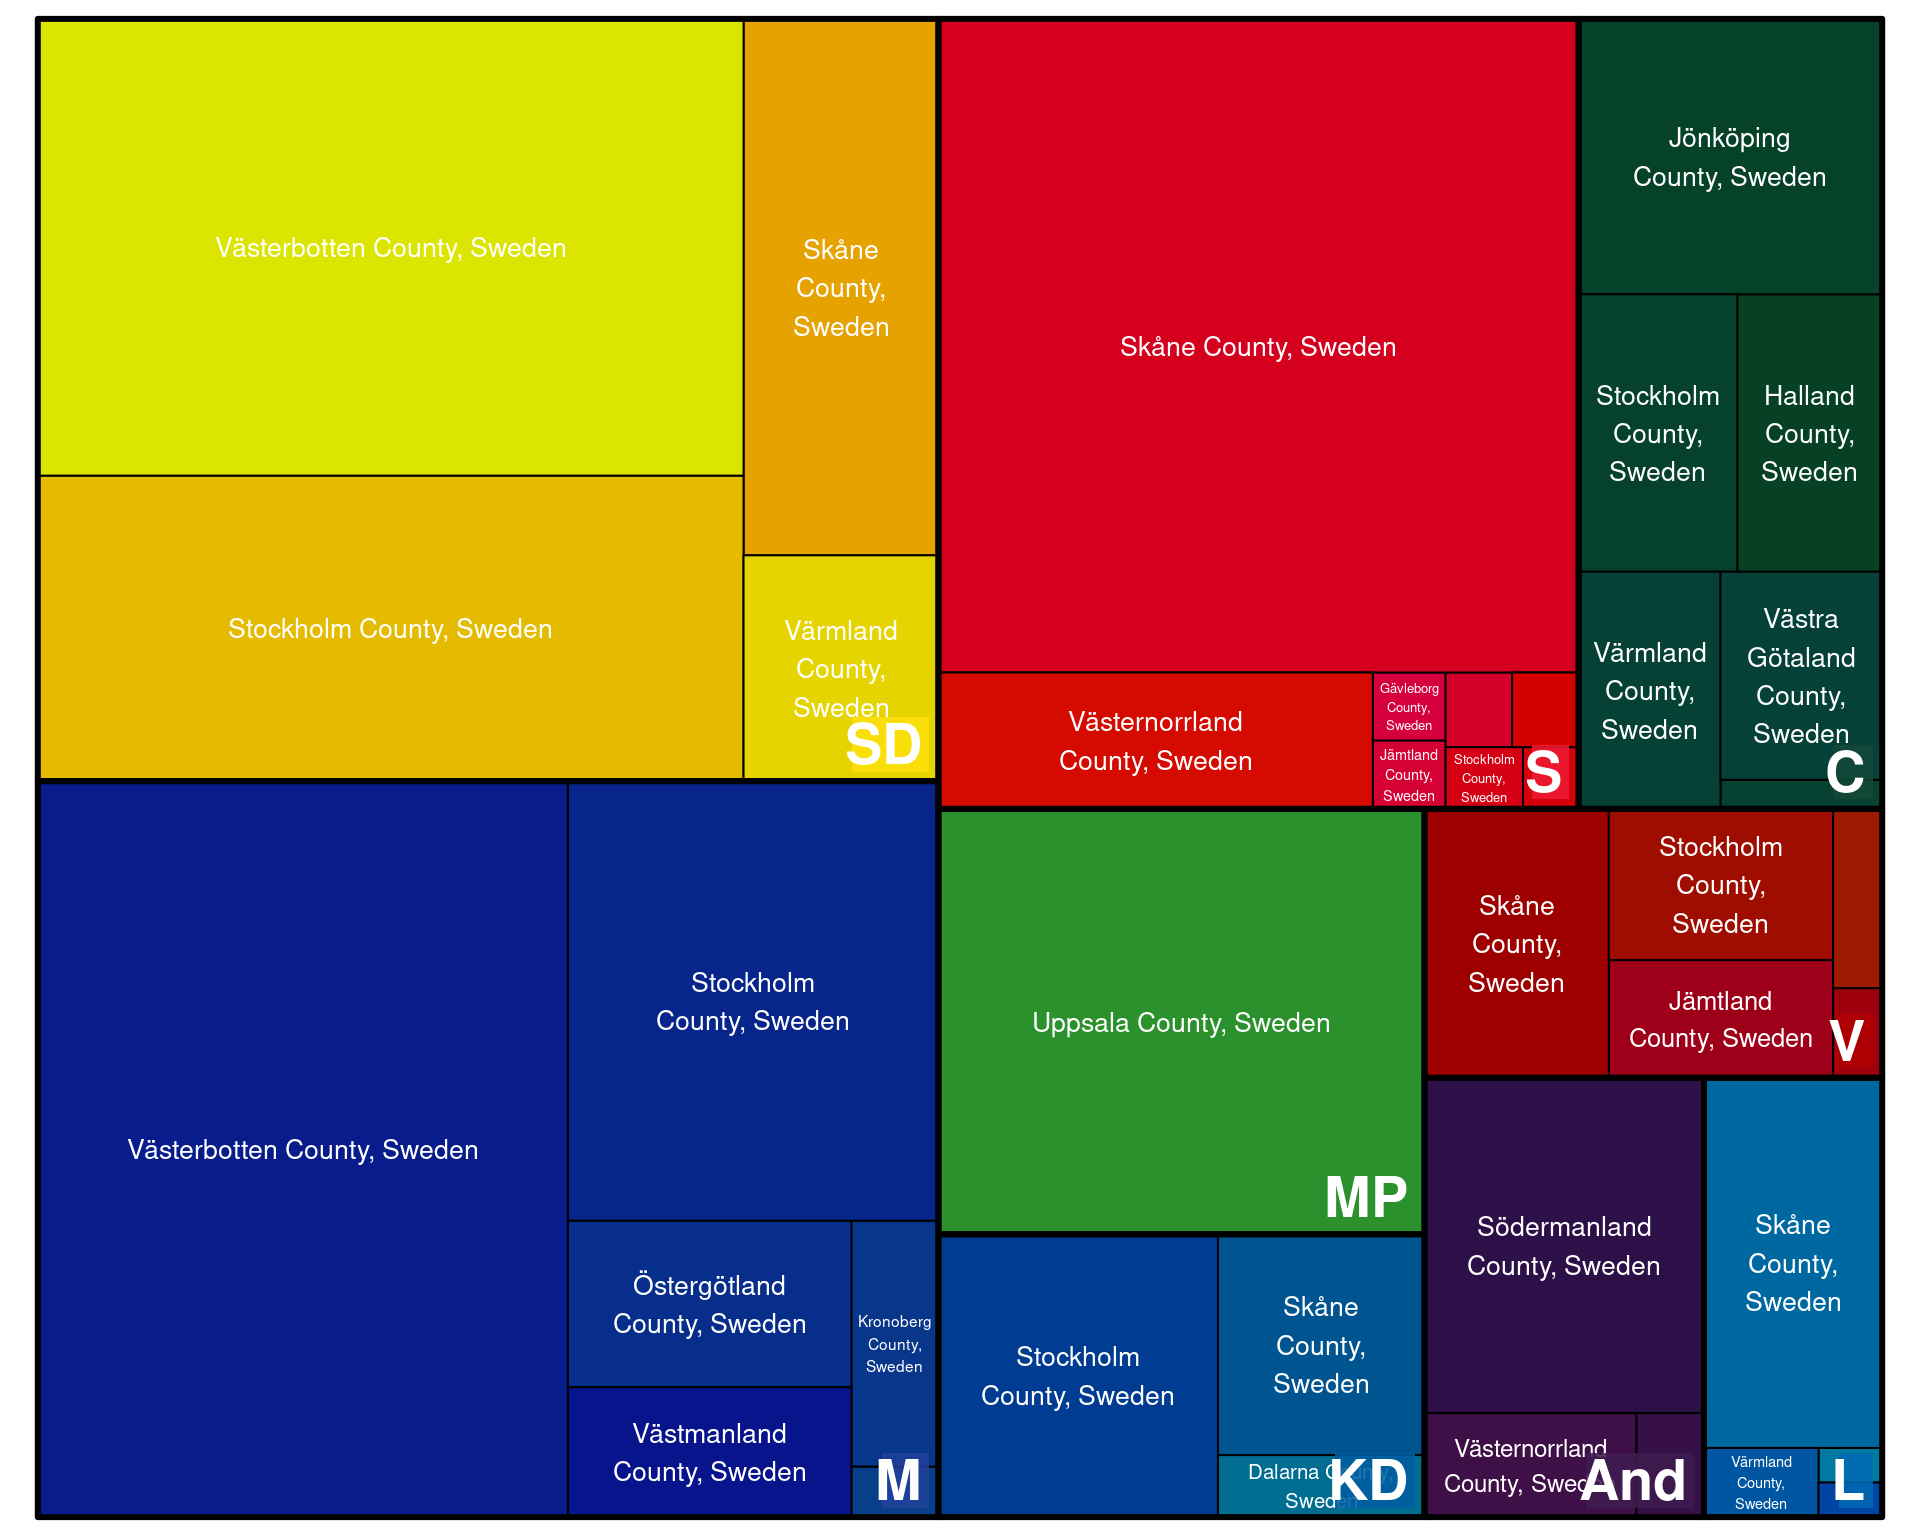 Västerbotten County, Sweden
Skåne
County,
Sweden
Stockholm County, Sweden
Värmland
County,
Sweden
SD
Skåne County, Sweden
Västernorrland
County, Sweden
Gävleborg
County,
Sweden
Jämtland
County,
Sweden
Stockholm
County,
Sweden
S
Jönköping
County, Sweden
Stockholm
County,
Sweden
Halland
County,
Sweden
Värmland
County,
Sweden
Västra
Götaland
County,
Sweden
C
Västerbotten County, Sweden
Stockholm
County, Sweden
Östergötland
County, Sweden
Kronoberg
County,
Sweden
Västmanland
County, Sweden
M
Uppsala County, Sweden
MP
Skåne
County,
Sweden
Stockholm
County,
Sweden
Jämtland
County, Sweden
V
Stockholm
County, Sweden
Skåne
County,
Sweden
Dalarna County,
Sweden
KD
Södermanland
County, Sweden
Västernorrland
County, Sweden
And
Skåne
County,
Sweden
Värmland
County,
Sweden
L